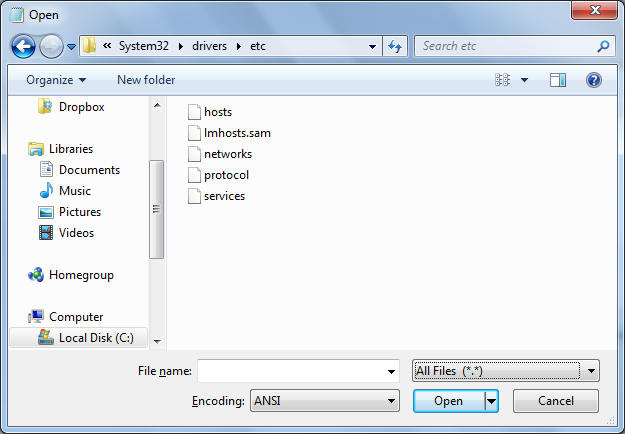 Open
« System32 drivers etc
Search etc
Organize
New folder
Dropbox
Libraries
Documents
Music
Pictures
Videos
Homegroup
Computer
Local Disk (C:)
hosts
lmhosts.sam
networks
protocol
services
File name:
All Files (*.*)
Encoding: ANSI
Open
Cancel